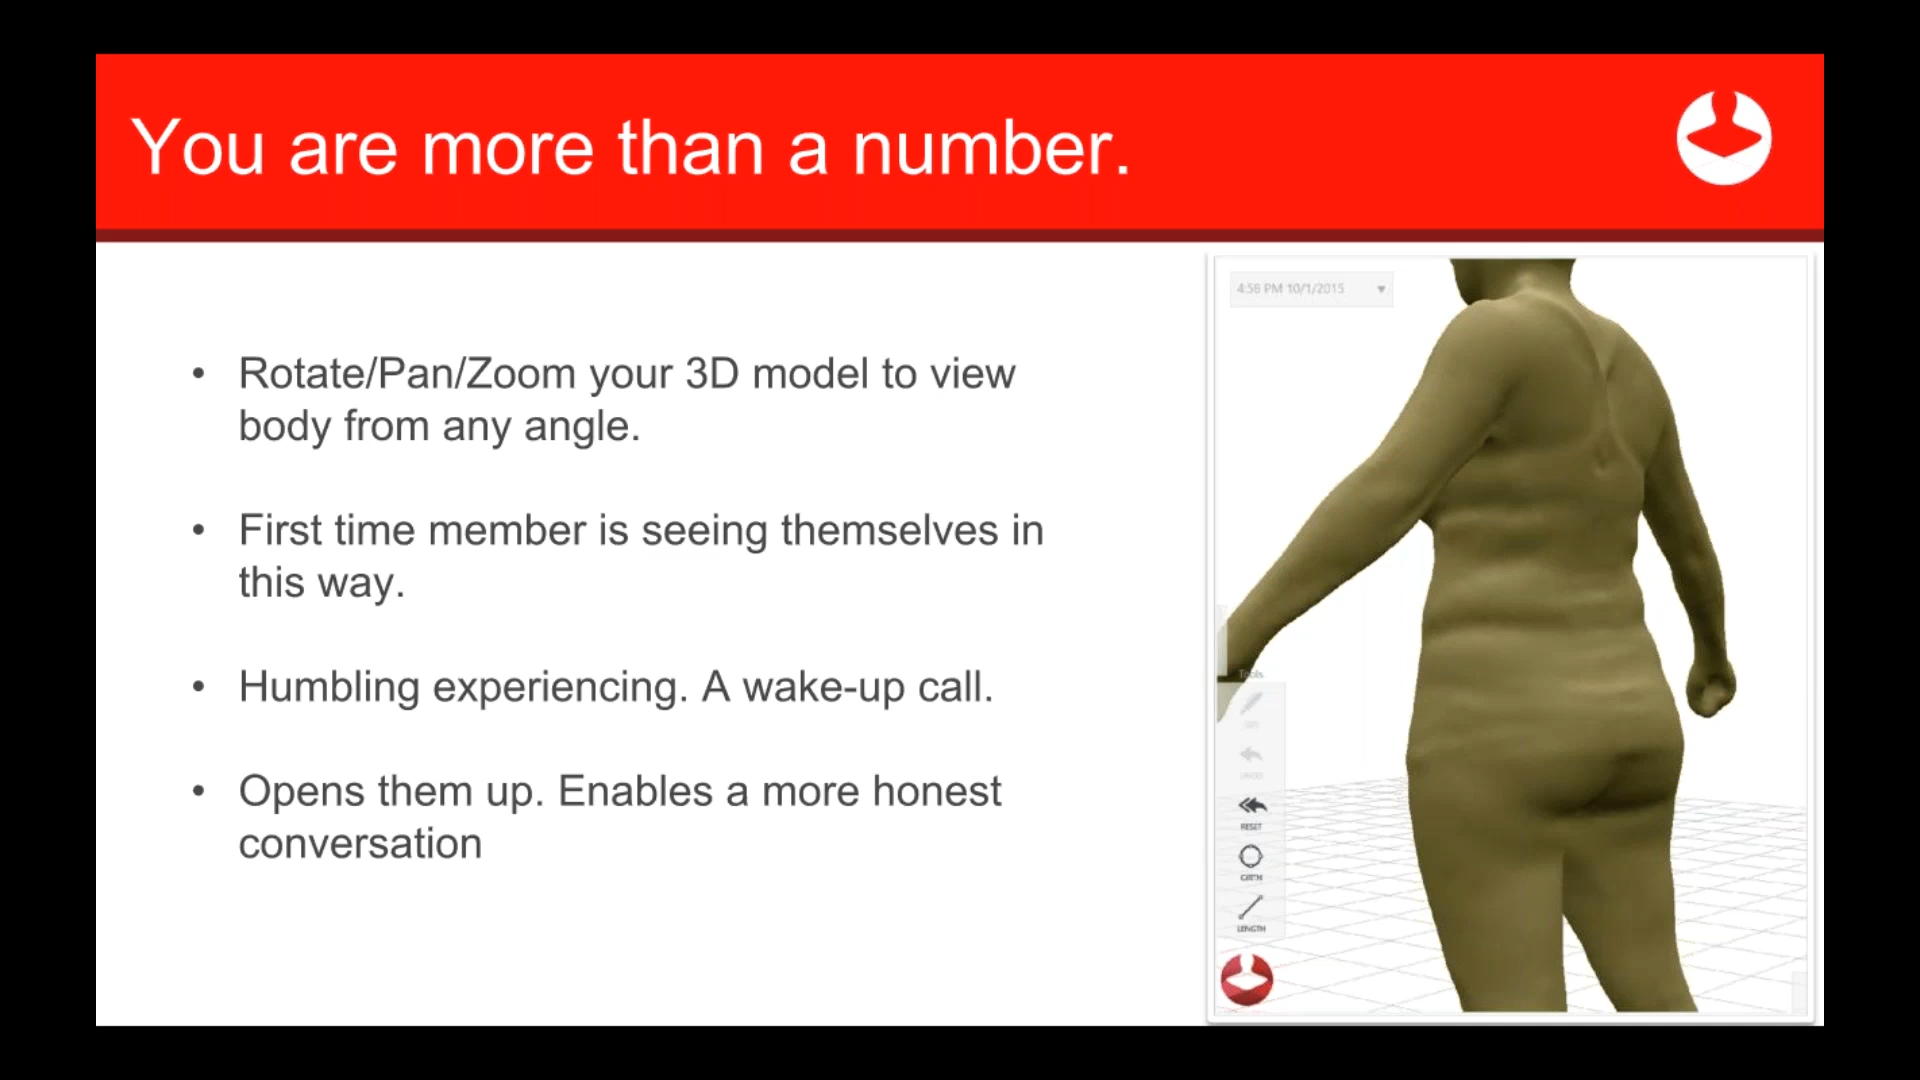 You are more than a number.
• Rotate/Pan/Zoom your 3D model to view
body from any angle.
• First time member is seeing themselves in
this way.
• Humbling experiencing. A wake-up call.
• Opens them up. Enables a more honest
conversation
4:56 PM 10/1/2015
Tools
RESET
GIRTH
LENGTH